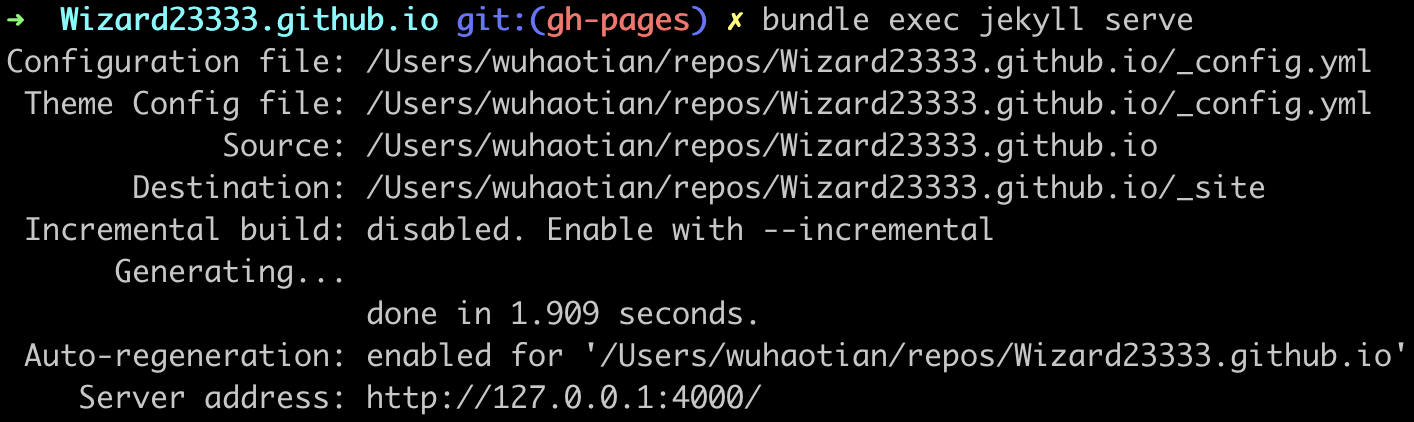 ➜  Wizard23333.github.io git:(gh-pages) ✗ bundle exec jekyll serve
Configuration file: /Users/wuhaotian/repos/Wizard23333.github.io/_config.yml
 Theme Config file: /Users/wuhaotian/repos/Wizard23333.github.io/_config.yml
            Source: /Users/wuhaotian/repos/Wizard23333.github.io
       Destination: /Users/wuhaotian/repos/Wizard23333.github.io/_site
 Incremental build: disabled. Enable with --incremental
      Generating...
                    done in 1.909 seconds.
 Auto-regeneration: enabled for '/Users/wuhaotian/repos/Wizard23333.github.io'
    Server address: http://127.0.0.1:4000/